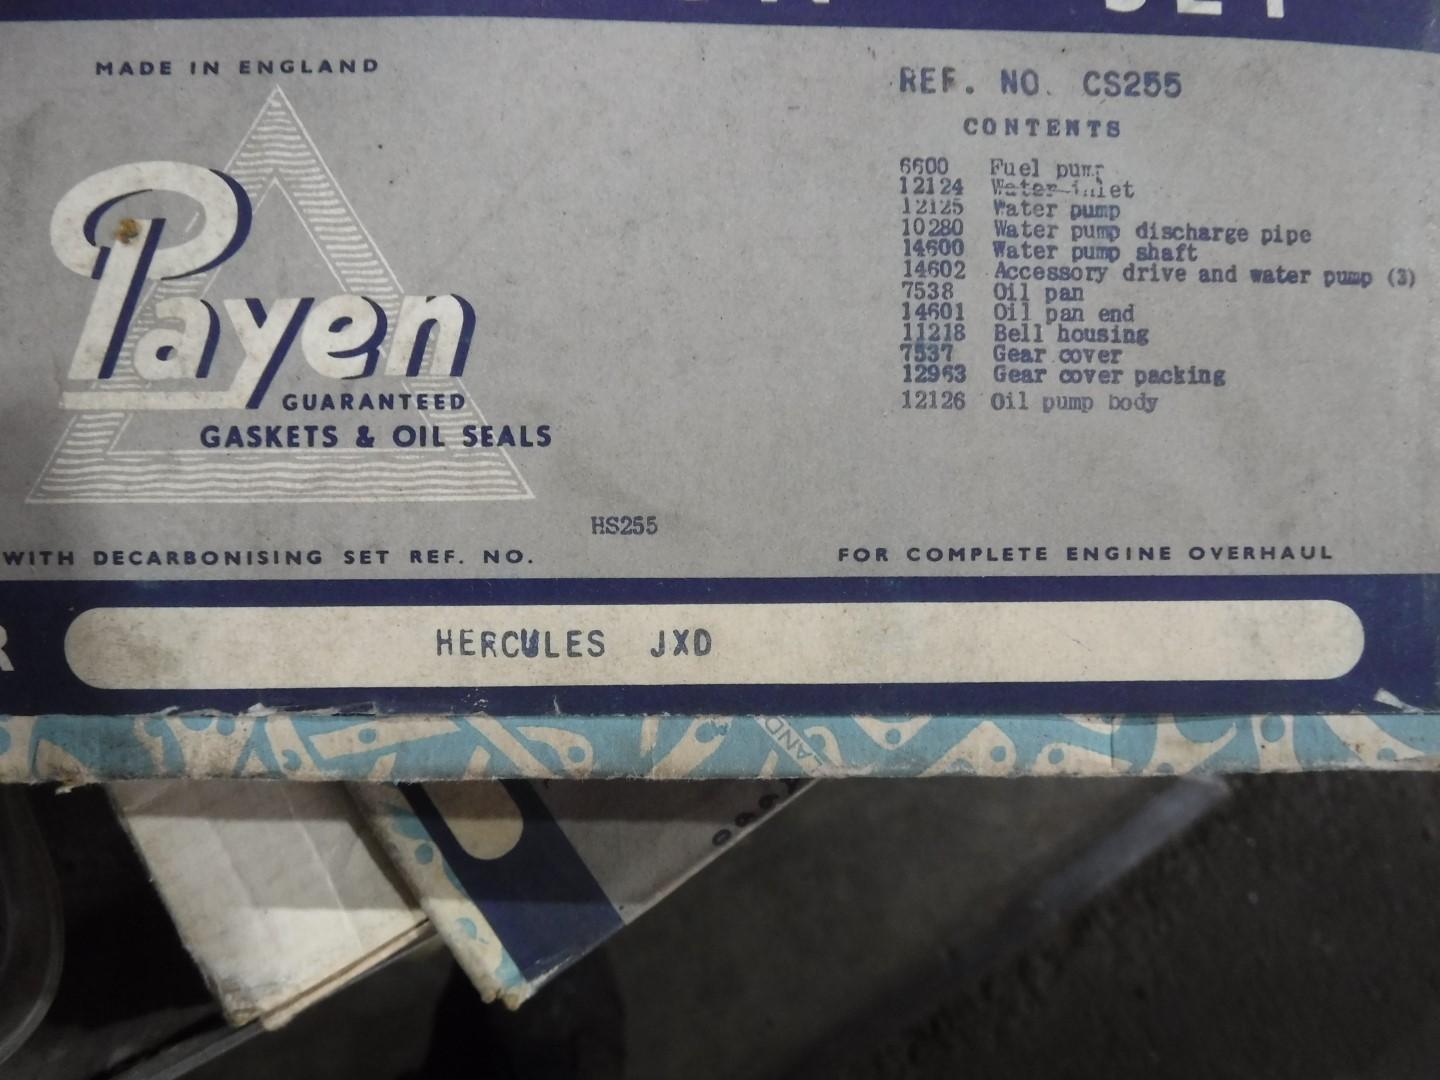 SET
MADE IN ENGLAND
Payen
GUARANTEED
GASKETS & OIL SEALS
REF. NO. CS255
CONTENTS
6600 Fuel pump
12124 Water inlet
12125 Water pump
10280 Water pump discharge pipe
14600 Water pump shaft
14602 Accessory drive and water pump (3)
7538 Oil pan
14601 Oil pan end
11218 Bell housing
7537 Gear cover
12963 Gear cover packing
12126 Oil pump body
HS255
WITH DECARBONISING SET REF. NO.
FOR COMPLETE ENGINE OVERHAUL
HERCULES JXD